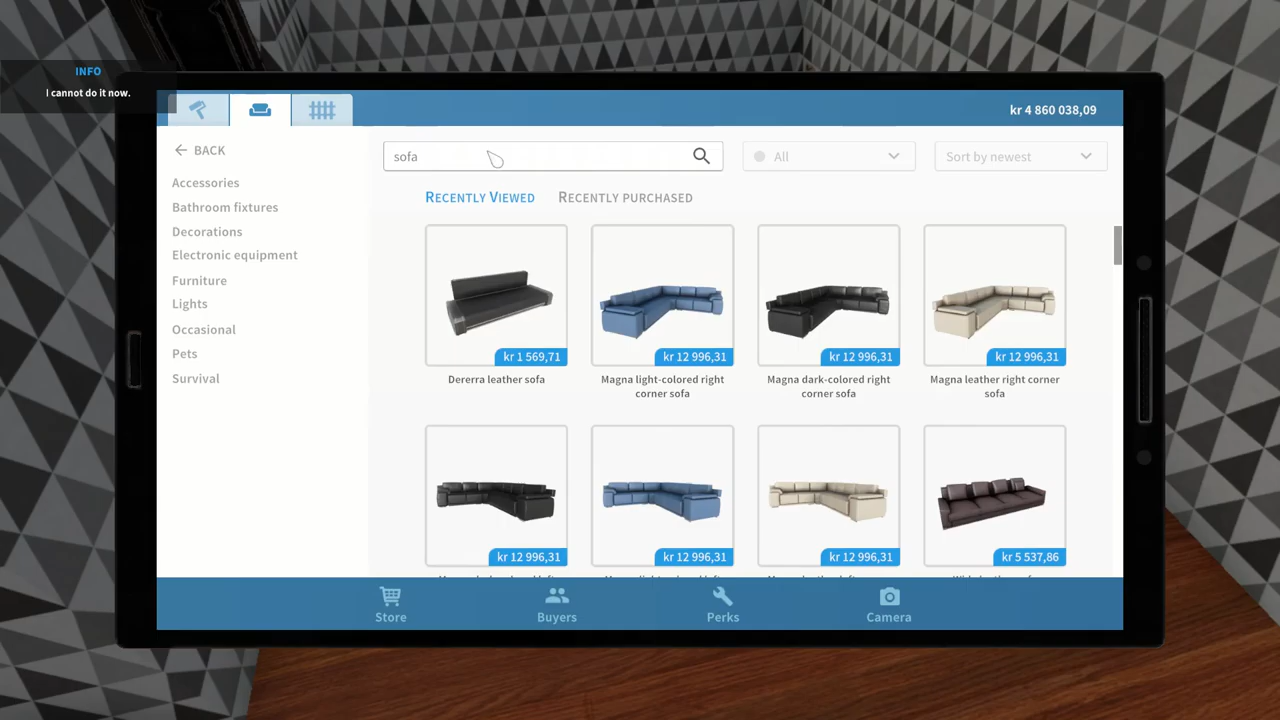 INFO
I cannot do it now.
kr 4 860 038,09
BACK
sofa
All
Sort by newest
Accessories
Bathroom fixtures
Decorations
Electronic equipment
Furniture
Lights
Occasional
Pets
Survival
RECENTLY VIEWED
RECENTLY PURCHASED
kr 1 569,71
kr 12 996,31
kr 12 996,31
kr 12 996,31
Dererra leather sofa
Magna light-colored right
corner sofa
Magna dark-colored right
corner sofa
Magna leather right corner
sofa
kr 12 996,31
kr 12 996,31
kr 12 996,31
kr 5 537,86
Store
Buyers
Perks
Camera